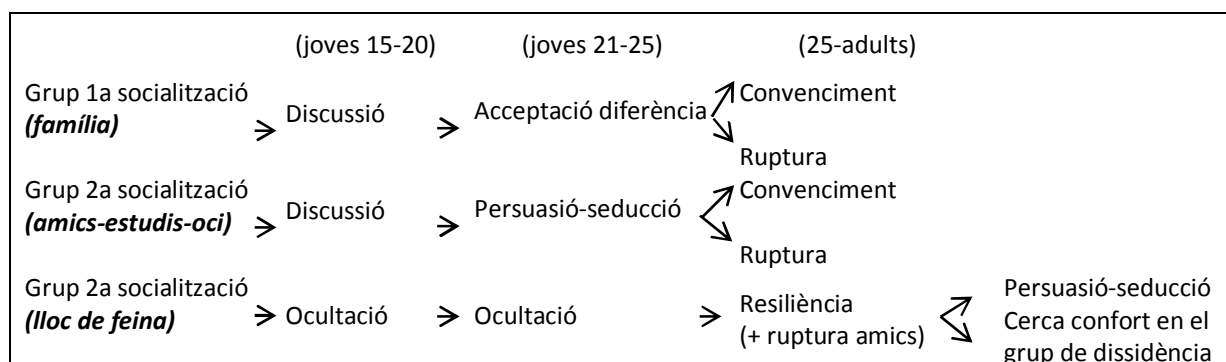 (joves 15-20) (joves 21-25) (25-adults)
Grup 1a socialització
(família)
Discussió
Acceptació diferència
Convenciment
Ruptura
Grup 2a socialització
(amics-estudis-oci)
Discussió
Persuasió-seducció
Convenciment
Ruptura
Grup 2a socialització
(lloc de feina)
Ocultació
Ocultació
Resiliència
(+ ruptura amics)
Persuasió-seducció
Cerca confort en el
grup de dissidència